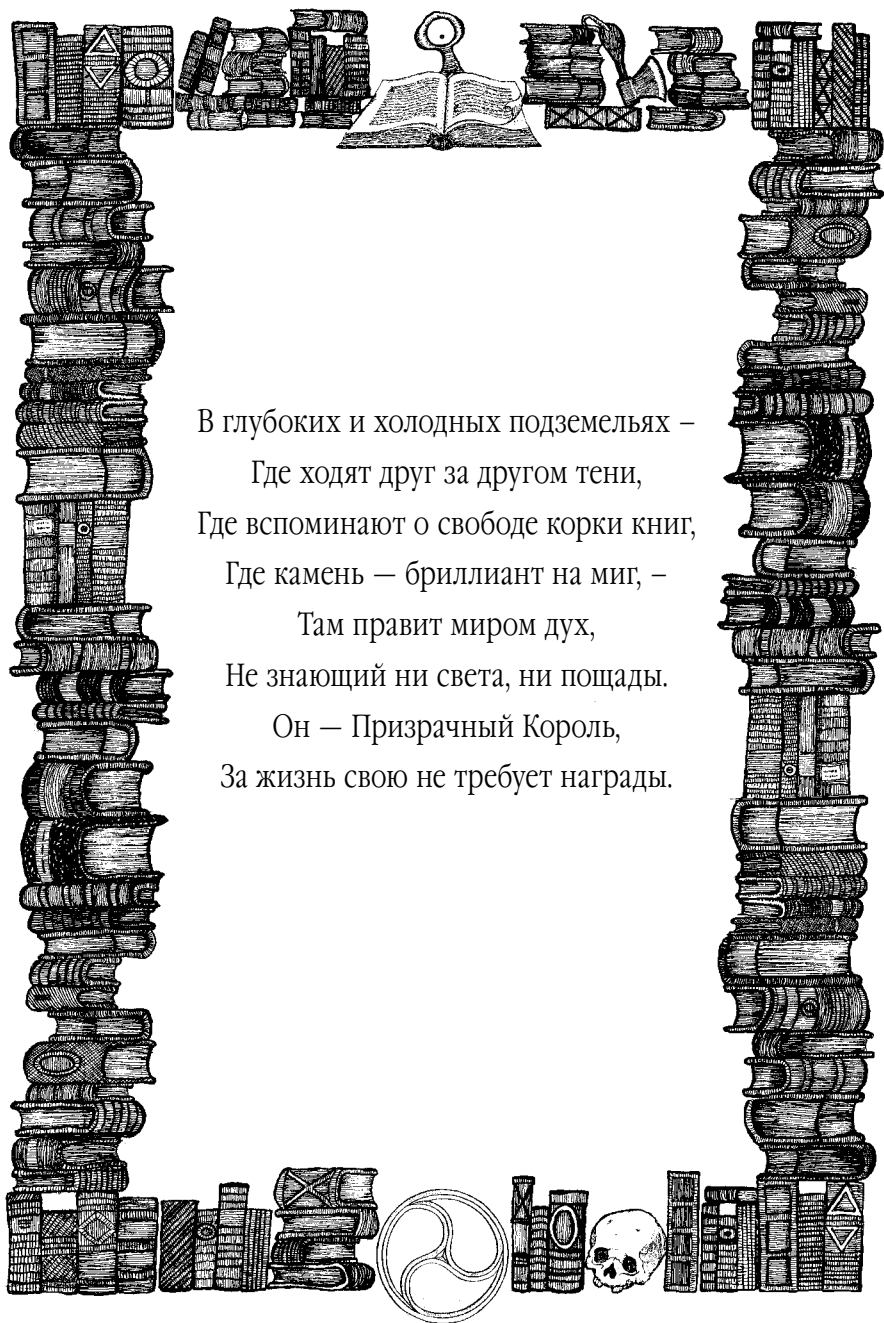 В глубоких и холодных подземельях –
Где ходят друг за другом тени,
Где вспоминают о свободе корки книг,
Где камень — бриллиант на миг, –
Там правит миром дух,
Не знающий ни света, ни пощады.
Он — Призрачный Король,
За жизнь свою не требует награды.